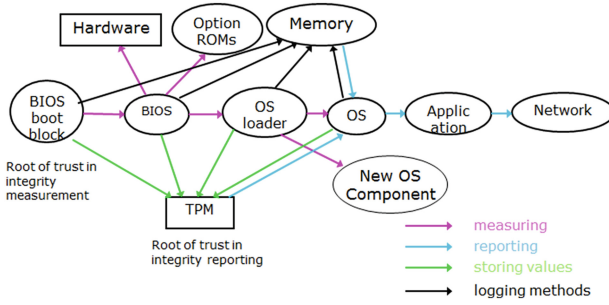 Hardware
Option
ROMs
Memory
BIOS
boot
block
BIOS
OS
loader
OS
Applic
ation
Network
Root of trust in
integrity
measurement
New OS
Component
TPM
Root of trust in
integrity reporting
measuring
reporting
storing values
logging methods